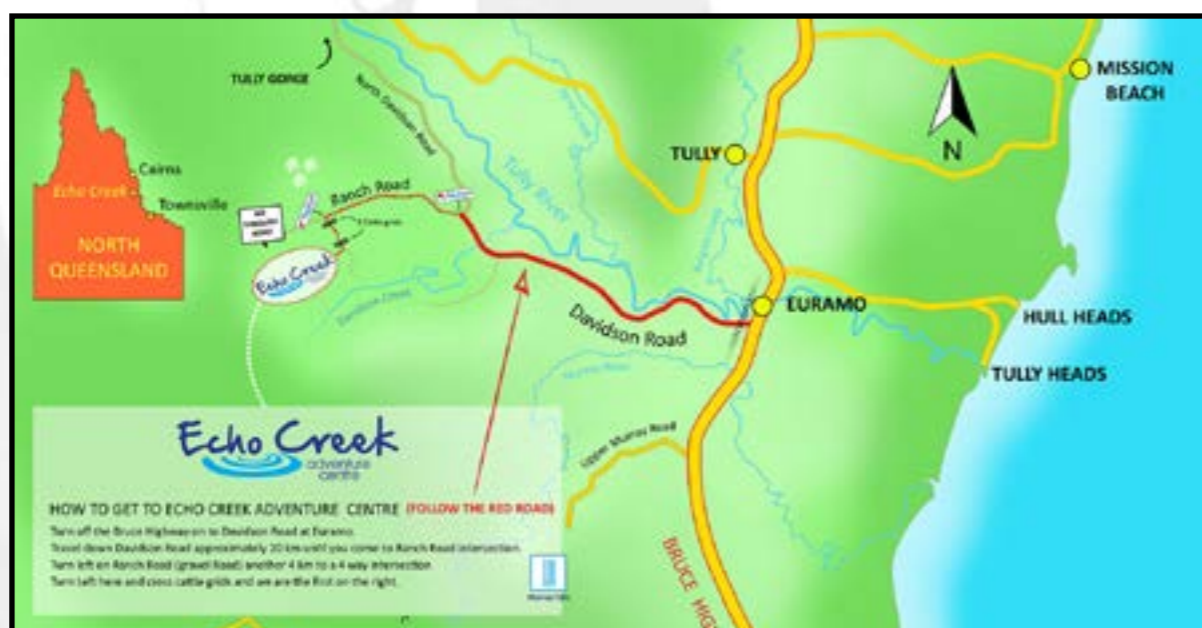 TULLY GORGE
North Davidson Road
MISSION
BEACH
N
TULLY
Cairns
Echo Creek
Townsville
NORTH
QUEENSLAND
Ranch Road
Tully River
Echo Creek
EURAMO
HULL HEADS
Davidson Road
TULLY HEADS
Upper Murray Road
BRUCE HIG
Echo Creek
adventure
centre
HOW TO GET TO ECHO CREEK ADVENTURE CENTRE (FOLLOW THE RED ROAD)
Turn off the Bruce Highway on to Davidson Road at Euramo.
Travel down Davidson Road approximately 20 km until you come to Ranch Road intersection.
Turn left on Ranch Road (gravel Road) another 4 km to a 4 way intersection
Turn Left here and cross cattle grids and we are the first on the right.